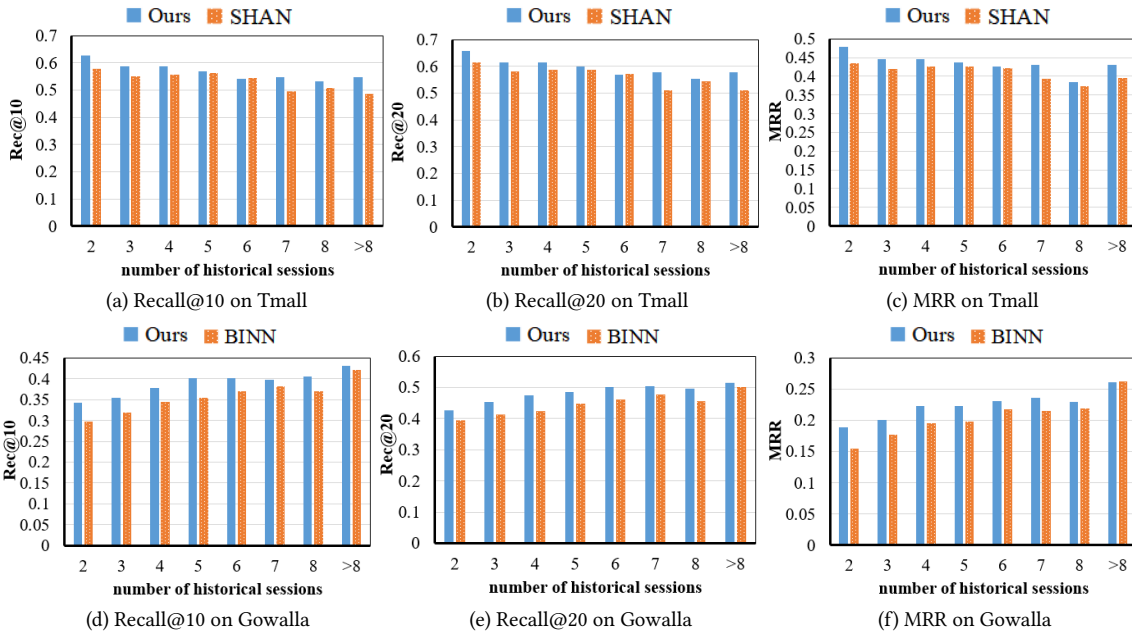 Ours SHAN
0.7
0.6
0.5
0.4
0.3
0.2
0.1
0
Rec@10
2 3 4 5 6 7 8 >8
number of historical sessions
(a) Recall@10 on Tmall
Ours SHAN
0.7
0.6
0.5
0.4
0.3
0.2
0.1
0
Rec@20
2 3 4 5 6 7 8 >8
number of historical sessions
(b) Recall@20 on Tmall
Ours SHAN
0.5
0.45
0.4
0.35
0.3
0.25
0.2
0.15
0.1
0.05
0
MRR
2 3 4 5 6 7 8 >8
number of historical sessions
(c) MRR on Tmall
Ours BINN
0.45
0.4
0.35
0.3
0.25
0.2
0.15
0.1
0.05
0
Rec@10
2 3 4 5 6 7 8 >8
number of historical sessions
(d) Recall@10 on Gowalla
Ours BINN
0.6
0.5
0.4
0.3
0.2
0.1
0
Rec@20
2 3 4 5 6 7 8 >8
number of historical sessions
(e) Recall@20 on Gowalla
Ours BINN
0.3
0.25
0.2
0.15
0.1
0.05
0
MRR
2 3 4 5 6 7 8 >8
number of historical sessions
(f) MRR on Gowalla